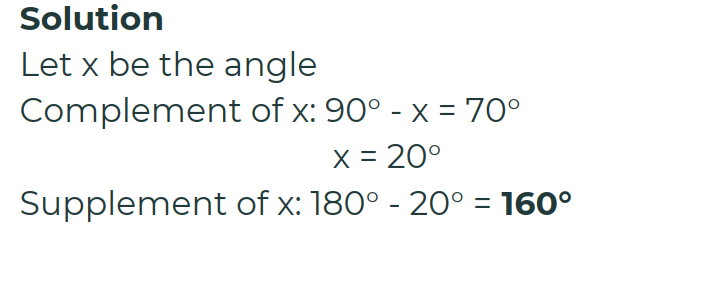 Solution
Let x be the angle
Complement of x: 90° - x = 70°
x = 20°
Supplement of x: 180° - 20° = 160°